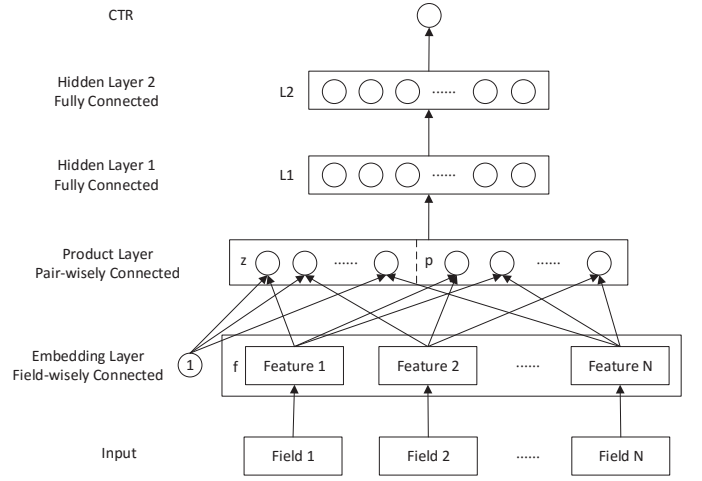 CTR
Hidden Layer 2
Fully Connected
L2
......
Hidden Layer 1
Fully Connected
L1
......
Product Layer
Pair-wisely Connected
z
......
p
......
Embedding Layer
Field-wisely Connected
1
f
Feature 1
Feature 2
......
Feature N
Input
Field 1
Field 2
......
Field N